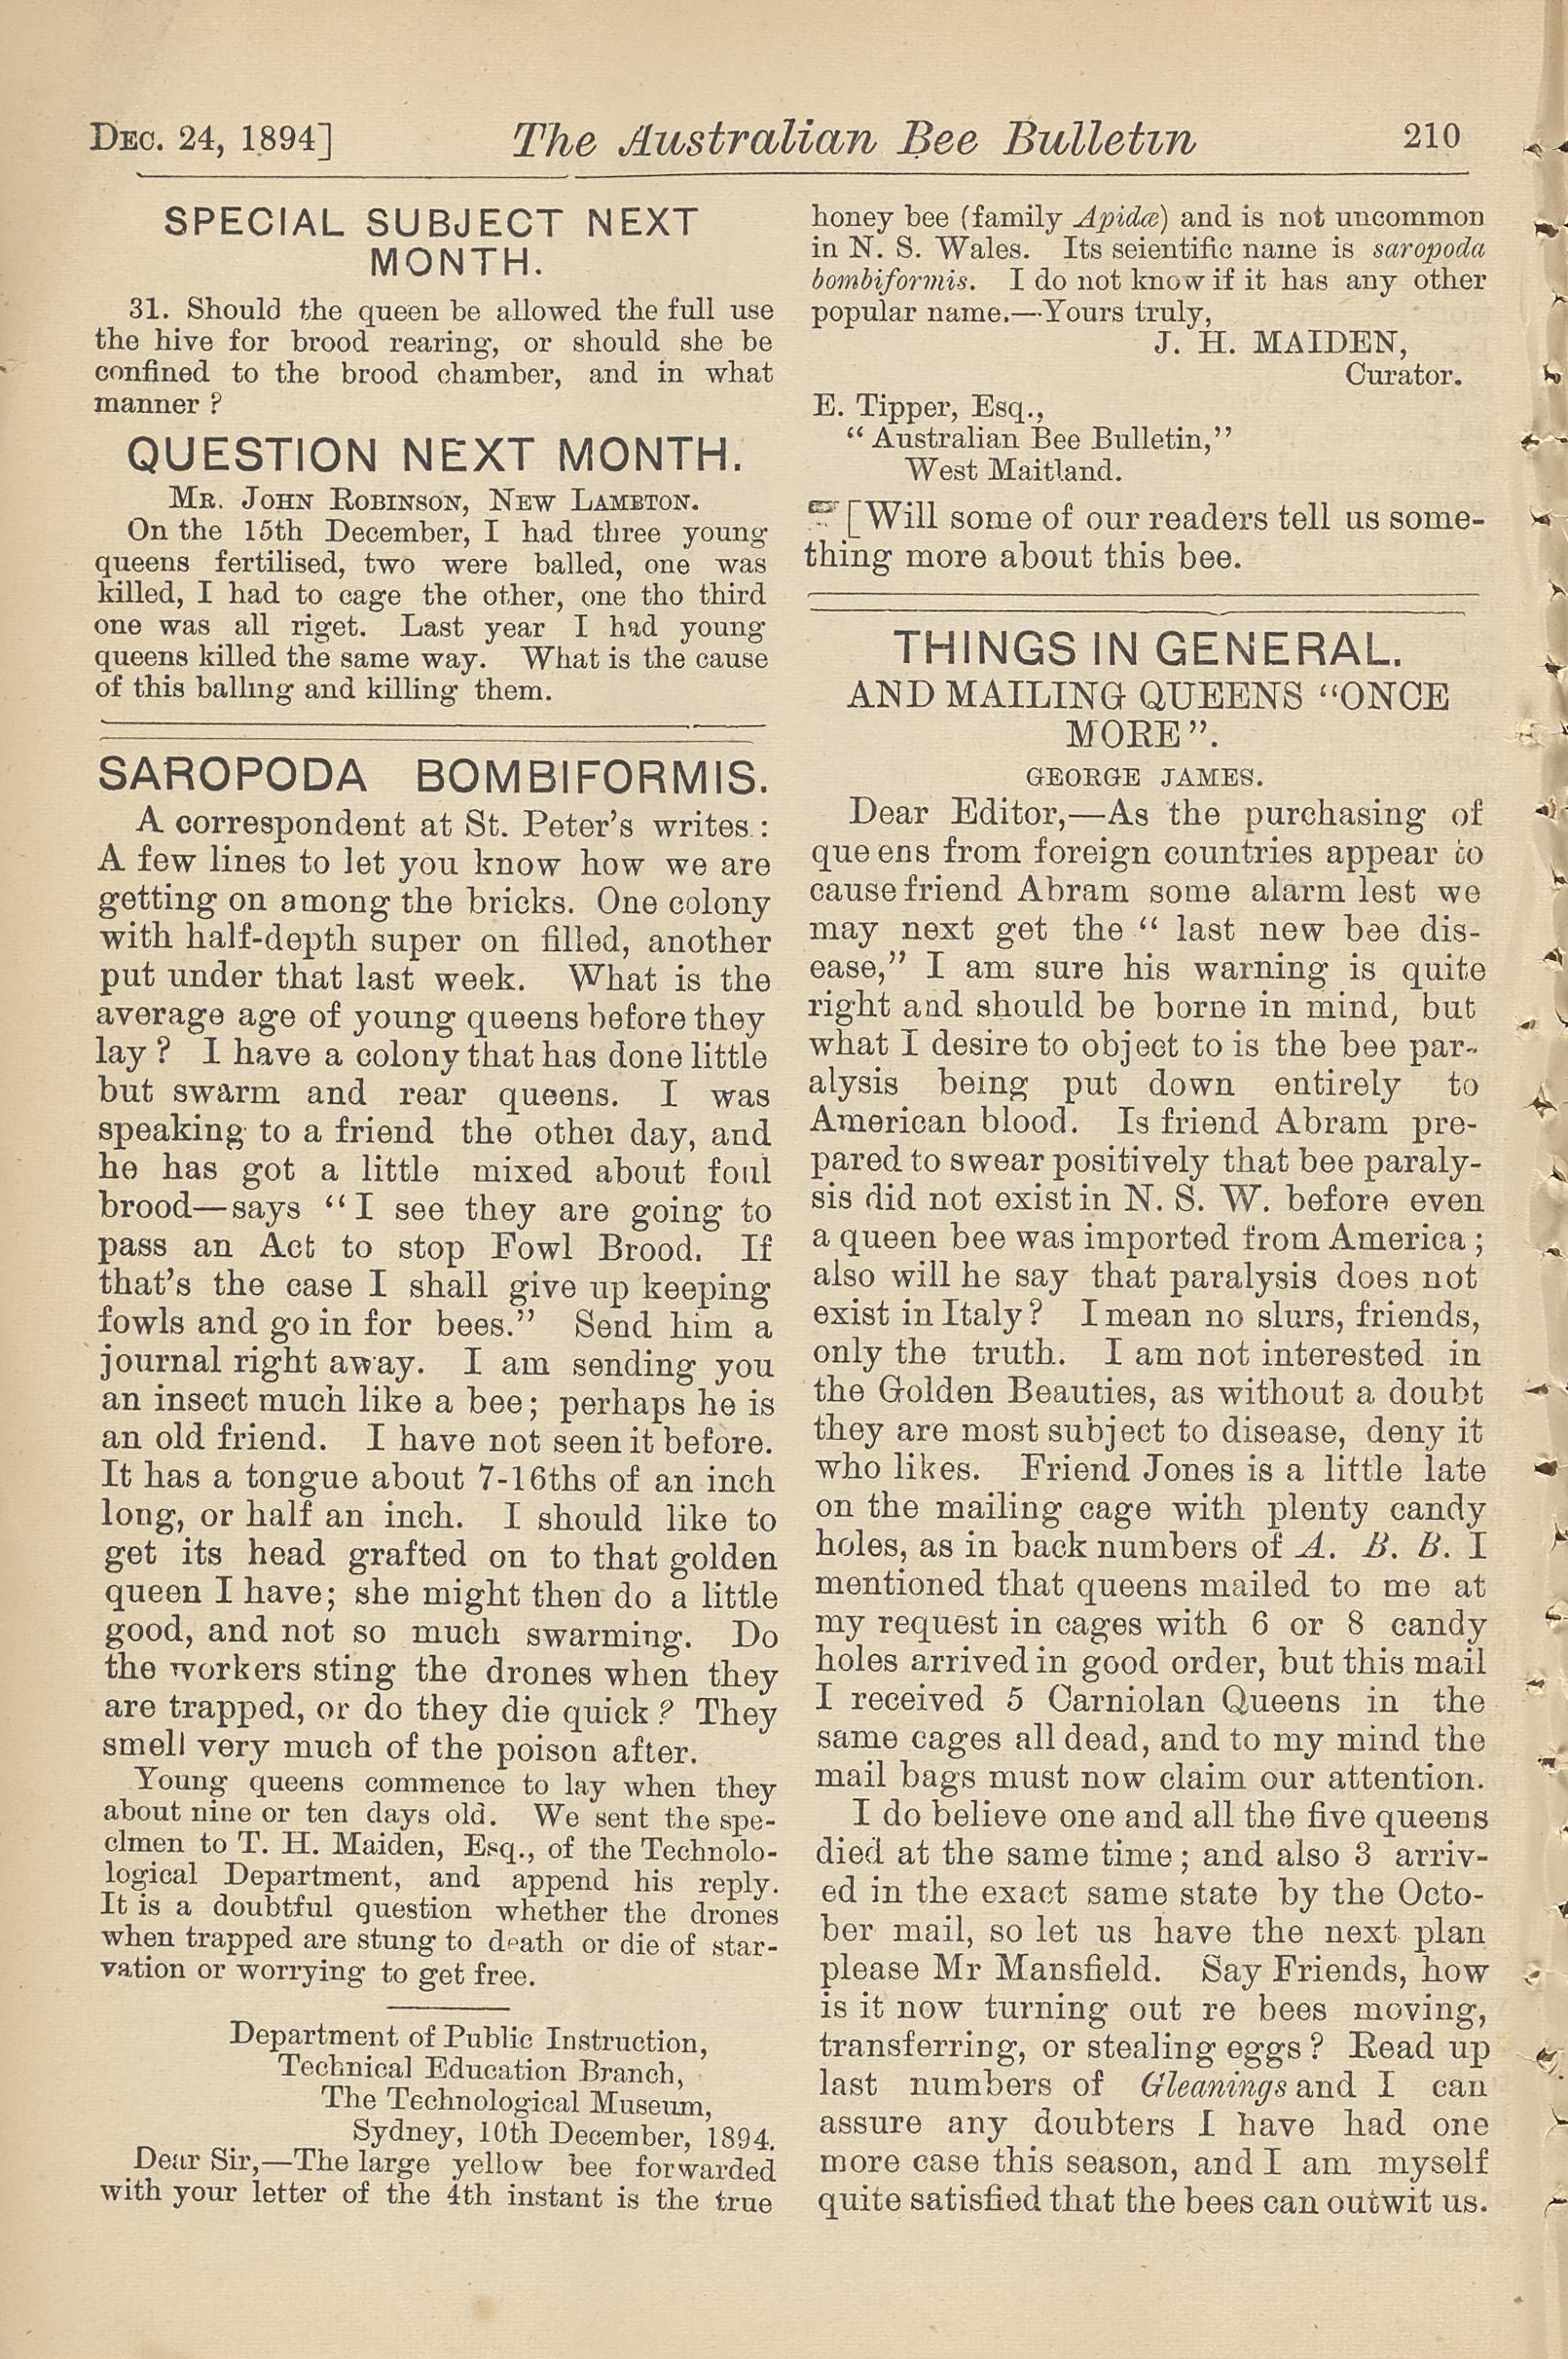 DEC. 24, 1894] The Australian Bee Bulletin 210
SPECIAL SUBJECT NEXT
MONTH.
31. Should the queen be allowed the full use
the hive for brood rearing, or should she be
confined to the brood chamber, and in what
manner ?
QUESTION NEXT MONTH.
MR. JOHN ROBINSON, NEW LAMBTON.
On the 15th December, I had three young
queens fertilised, two were balled, one was
killed, I had to cage the other, one tho third
one was all riget. Last year I had young
queens killed the same way. What is the cause
of this balling and killing them.
SAROPODA BOMBIFORMIS.
A correspondent at St. Peter's writes :
A few lines to let you know how we are
getting on among the bricks. One colony
with half-depth super on filled, another
put under that last week. What is the
average age of young queens before they
lay ? I have a colony that has done little
but swarm and rear queens. I was
speaking to a friend the other day, and
he has got a little mixed about foul
brood—says "I see they are going to
pass an Act to stop Fowl Brood. If
that's the case I shall give up keeping
fowls and go in for bees." Send him a
journal right away. I am sending you
an insect much like a bee; perhaps he is
an old friend. I have not seen it before.
It has a tongue about 7-16ths of an inch
long, or half an inch. I should like to
get its head grafted on to that golden
queen I have; she might then do a little
good, and not so much swarming. Do
the workers sting the drones when they
are trapped, or do they die quick ? They
smell very much of the poison after.
Young queens commence to lay when they
about nine or ten days old. We sent the spe-
clmen to T. H. Maiden, Esq., of the Technolo-
logical Department, and append his reply.
It is a doubtful question whether the drones
when trapped are stung to death or die of star-
vation or worrying to get free.
Department of Public Instruction,
Technical Education Branch,
The Technological Museum,
Sydney, 10th December, 1894.
Dear Sir,—The large yellow bee forwarded
with your letter of the 4th instant is the true
honey bee (family Apidæ) and is not uncommon
in N. S. Wales. Its seientific name is saropoda
bombiformis. I do not know if it has any other
popular name.—Yours truly,
J. H. MAIDEN,
Curator.
E. Tipper, Esq.,
"Australian Bee Bulletin,"
West Maitland.
☞ [Will some of our readers tell us some-
thing more about this bee.
THINGS IN GENERAL.
AND MAILING QUEENS "ONCE
MORE".
GEORGE JAMES.
Dear Editor,—As the purchasing of
que ens from foreign countries appear to
cause friend Abram some alarm lest we
may next get the " last new bee dis-
ease," I am sure his warning is quite
right and should be borne in mind, but
what I desire to object to is the bee par-
alysis being put down entirely to
American blood. Is friend Abram pre-
pared to swear positively that bee paraly-
sis did not exist in N. S. W. before even
a queen bee was imported from America ;
also will he say that paralysis does not
exist in Italy ? I mean no slurs, friends,
only the truth. I am not interested in
the Golden Beauties, as without a doubt
they are most subject to disease, deny it
who likes. Friend Jones is a little late
on the mailing cage with plenty candy
holes, as in back numbers of A. B. B. I
mentioned that queens mailed to me at
my request in cages with 6 or 8 candy
holes arrived in good order, but this mail
I received 5 Carniolan Queens in the
same cages all dead, and to my mind the
mail bags must now claim our attention.
I do believe one and all the five queens
died at the same time ; and also 3 arriv-
ed in the exact same state by the Octo-
ber mail, so let us have the next plan
please Mr Mansfield. Say Friends, how
is it now turning out re bees moving,
transferring, or stealing eggs ? Read up
last numbers of Gleanings and I can
assure any doubters I have had one
more case this season, and I am myself
quite satisfied that the bees can outwit us.